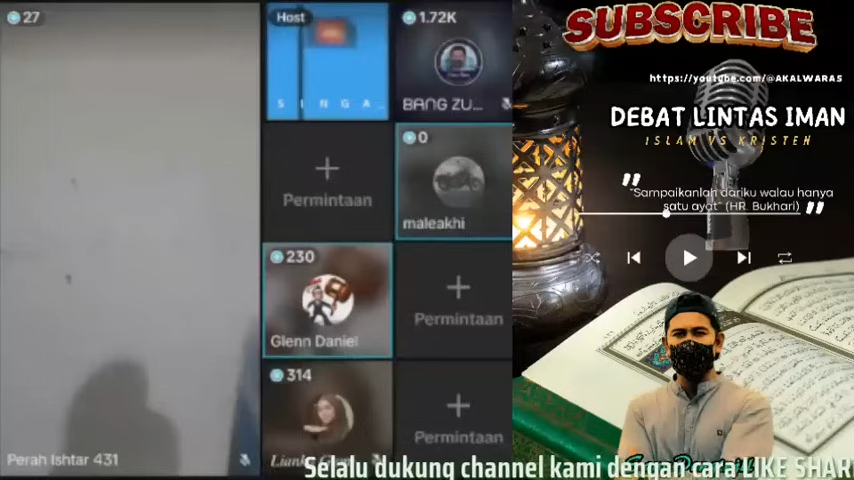 27
Host
S I N G A ..
1.72K
BANG ZU...
Permintaan
0
maleakhi
230
Glenn Daniel
Permintaan
314
Permintaan
Perah Ishtar 431
SUBSCRIBE
https://youtube.com/@AKALWARAS
DEBAT LINTAS IMAN
ISLAM VS KRISTEN
"Sampaikanlah dariku walau hanya
satu ayat" (HR. Bukhari)
Selalu dukung channel kami dengan cara LIKE SHAR